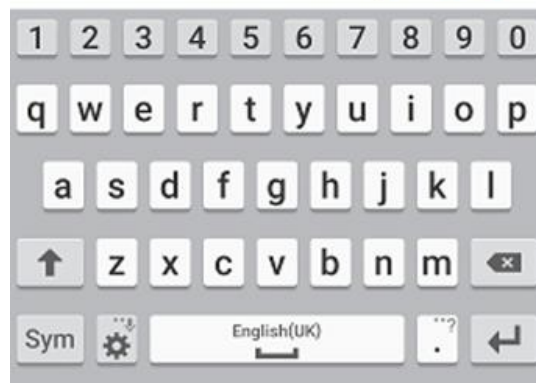 1 2 3 4 5 6 7 8 9 0
q w e r t y u i o p
a s d f g h j k l
z x c v b n m
Sym English(UK) . ?